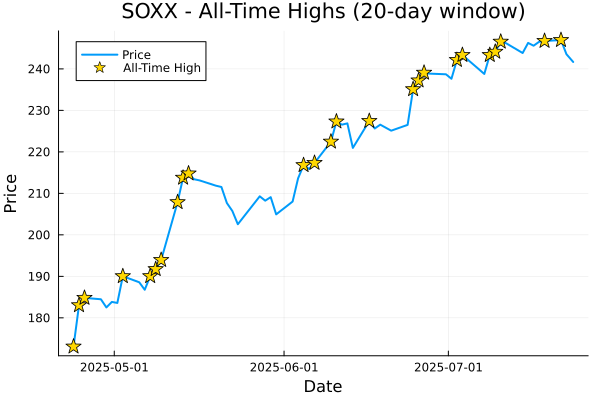 SOXX - All-Time Highs (20-day window)
Price
All-Time High
240
230
220
210
200
190
180
Price
2025-05-01
2025-06-01
2025-07-01
Date